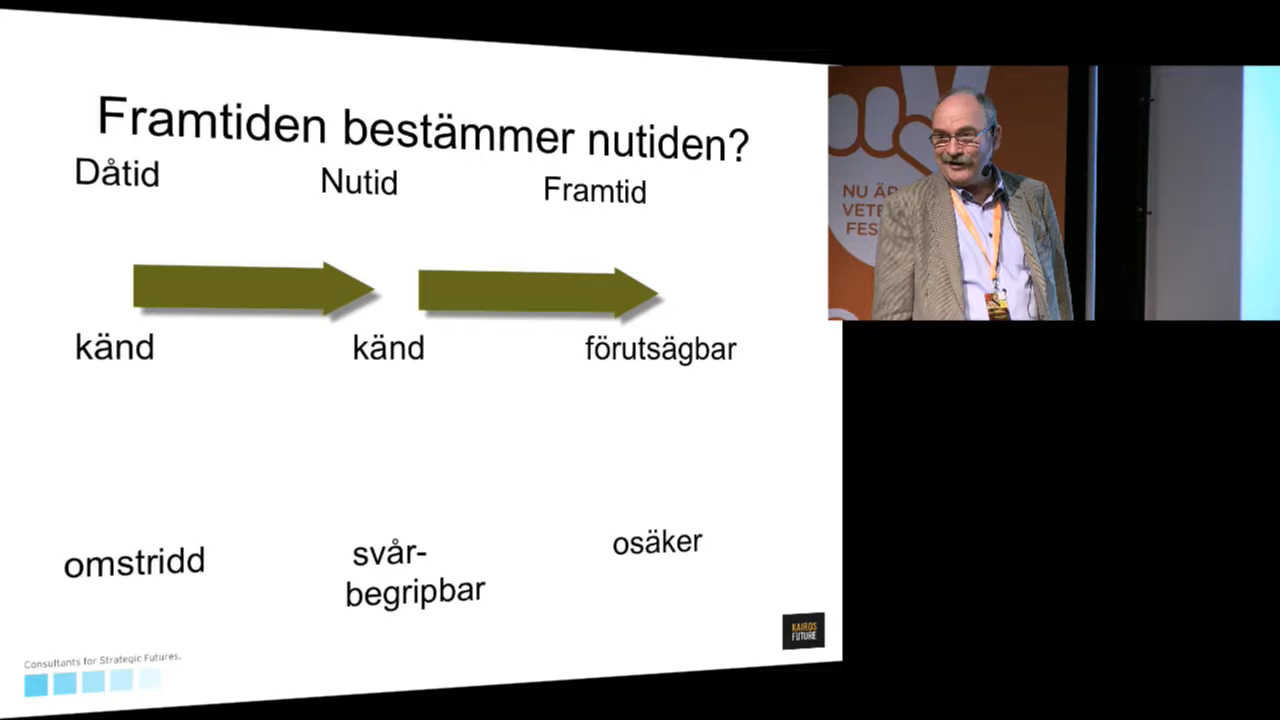 Framtiden bestämmer nutiden?
Dåtid Nutid Framtid
känd känd förutsägbar
omstridd svår-
begripbar osäker
Consultants for Strategic Futures.
KAIROS
FUTURE
NU ÄR
VETE
FES